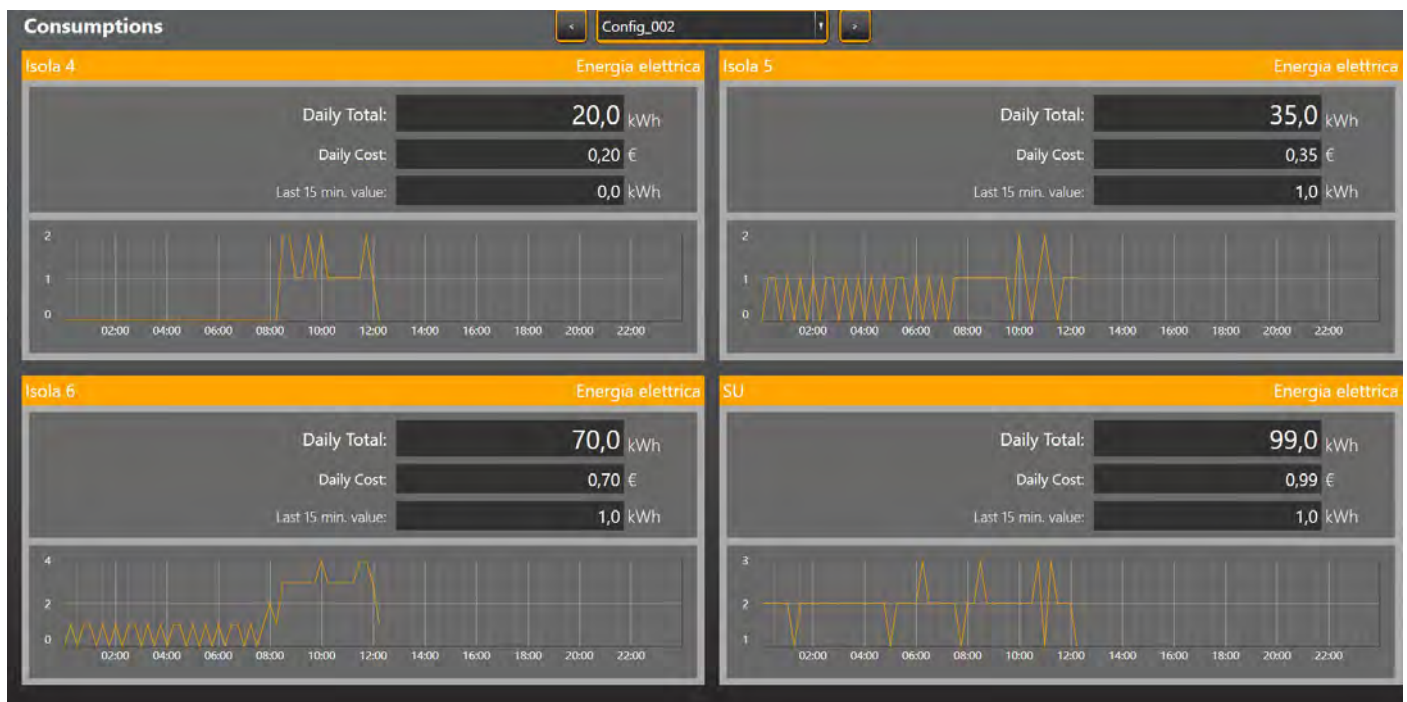 Consumptions
<
Config_002
>
Isola 4 Energia elettrica
Daily Total: 20,0 kWh
Daily Cost: 0,20 €
Last 15 min. value: 0,0 kWh
2
1
0
02:00 04:00 06:00 08:00 10:00 12:00 14:00 16:00 18:00 20:00 22:00
Isola 5 Energia elettrica
Daily Total: 35,0 kWh
Daily Cost: 0,35 €
Last 15 min. value: 1,0 kWh
2
1
0
02:00 04:00 06:00 08:00 10:00 12:00 14:00 16:00 18:00 20:00 22:00
Isola 6 Energia elettrica
Daily Total: 70,0 kWh
Daily Cost: 0,70 €
Last 15 min. value: 1,0 kWh
4
2
0
02:00 04:00 06:00 08:00 10:00 12:00 14:00 16:00 18:00 20:00 22:00
SU Energia elettrica
Daily Total: 99,0 kWh
Daily Cost: 0,99 €
Last 15 min. value: 1,0 kWh
3
2
1
02:00 04:00 06:00 08:00 10:00 12:00 14:00 16:00 18:00 20:00 22:00